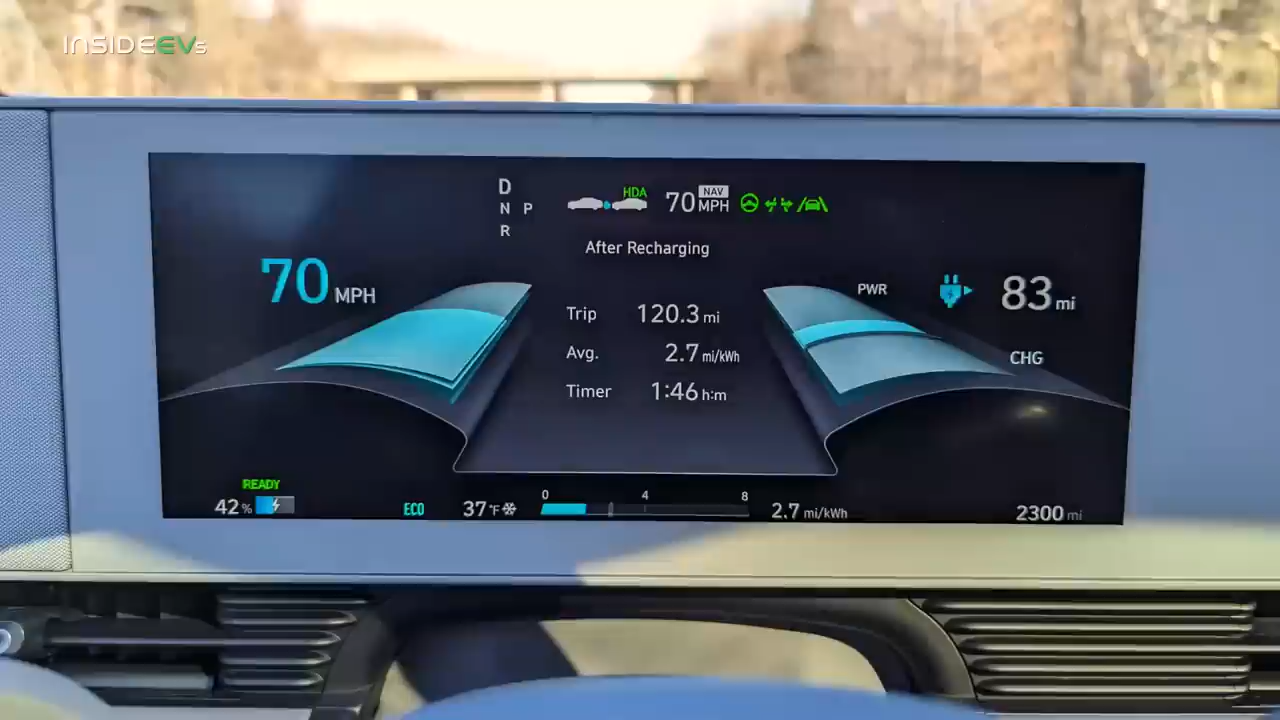 INSIDEEVs
D
N P
R
HDA
70 MPH NAV
After Recharging
70 MPH
Trip 120.3 mi
Avg. 2.7 mi/kWh
Timer 1:46 h:m
PWR
83 mi
CHG
READY
42 %
ECO
37 °F
0 4 8
2.7 mi/kWh
2300 mi